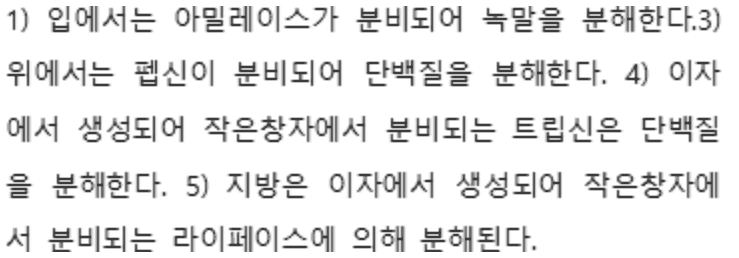 1) 입에서는 아밀레이스가 분비되어 녹말을 분해한다.3)
위에서는 펩신이 분비되어 단백질을 분해한다. 4) 이자
에서 생성되어 작은창자에서 분비되는 트립신은 단백질
을 분해한다. 5) 지방은 이자에서 생성되어 작은창자에
서 분비되는 라이페이스에 의해 분해된다.